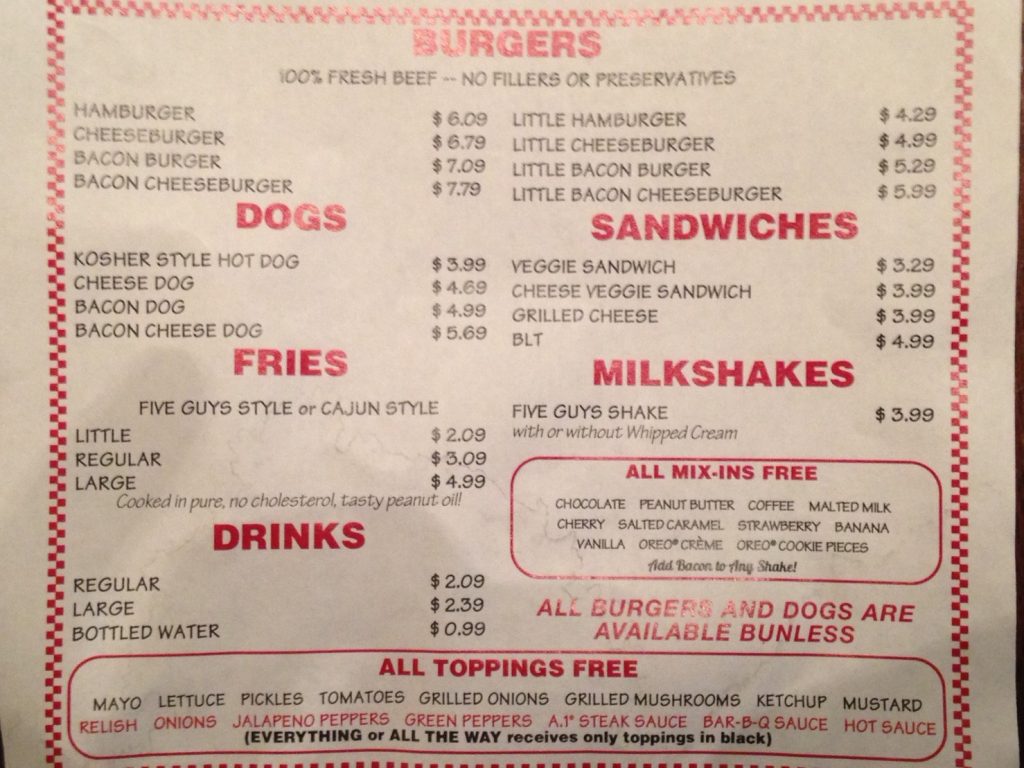 BURGERS
100% FRESH BEEF -- NO FILLERS OR PRESERVATIVES
HAMBURGER $ 6.09
CHEESEBURGER $ 6.79
BACON BURGER $ 7.09
BACON CHEESEBURGER $ 7.79
LITTLE HAMBURGER $ 4.29
LITTLE CHEESEBURGER $ 4.99
LITTLE BACON BURGER $ 5.29
LITTLE BACON CHEESEBURGER $ 5.99
DOGS
KOSHER STYLE HOT DOG $ 3.99
CHEESE DOG $ 4.69
BACON DOG $ 4.99
BACON CHEESE DOG $ 5.69
SANDWICHES
VEGGIE SANDWICH $ 3.29
CHEESE VEGGIE SANDWICH $ 3.99
GRILLED CHEESE $ 3.99
BLT $ 4.99
FRIES
FIVE GUYS STYLE or CAJUN STYLE
LITTLE $ 2.09
REGULAR $ 3.09
LARGE $ 4.99
Cooked in pure, no cholesterol, tasty peanut oil!
MILKSHAKES
FIVE GUYS SHAKE $ 3.99
with or without Whipped Cream
ALL MIX-INS FREE
CHOCOLATE PEANUT BUTTER COFFEE MALTED MILK
CHERRY SALTED CARAMEL STRAWBERRY BANANA
VANILLA OREO® CRÈME OREO® COOKIE PIECES
Add Bacon to Any Shake!
DRINKS
REGULAR $ 2.09
LARGE $ 2.39
BOTTLED WATER $ 0.99
ALL BURGERS AND DOGS ARE
AVAILABLE BUNLESS
ALL TOPPINGS FREE
MAYO LETTUCE PICKLES TOMATOES GRILLED ONIONS GRILLED MUSHROOMS KETCHUP MUSTARD
RELISH ONIONS JALAPENO PEPPERS GREEN PEPPERS A.1® STEAK SAUCE BAR-B-Q SAUCE HOT SAUCE
(EVERYTHING or ALL THE WAY receives only toppings in black)